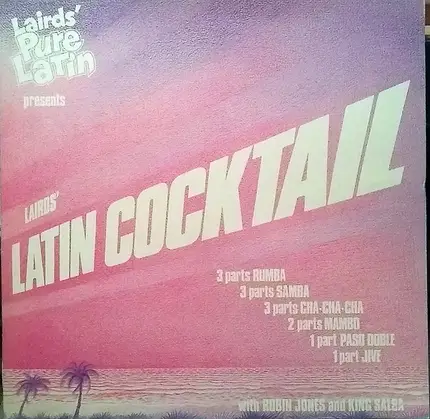 Lairds'
Pure
Latin
presents
LAIRDS'
LATIN COCKTAIL
3 parts RUMBA
3 parts SAMBA
3 parts CHA-CHA-CHA
2 parts MAMBO
1 part PASO DOBLE
1 part JIVE
with ROBIN JONES and KING SALSA